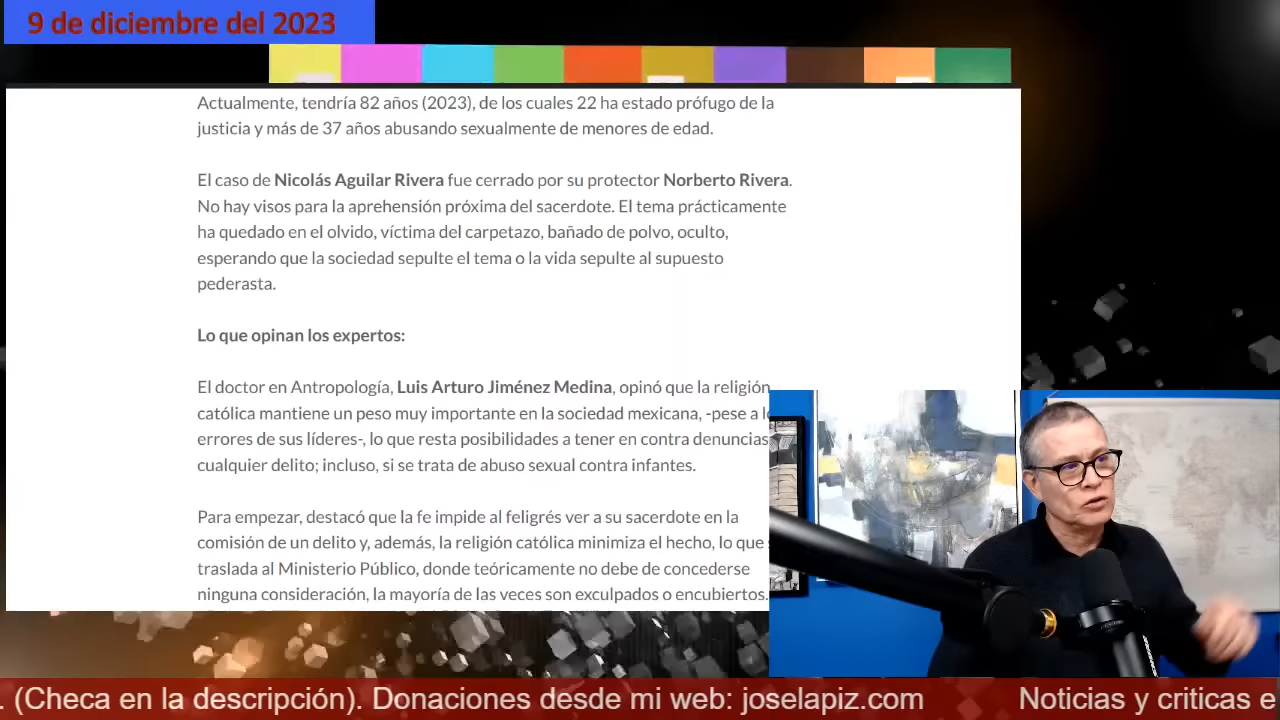 9 de diciembre del 2023
Actualmente, tendría 82 años (2023), de los cuales 22 ha estado prófugo de la
justicia y más de 37 años abusando sexualmente de menores de edad.
El caso de Nicolás Aguilar Rivera fue cerrado por su protector Norberto Rivera.
No hay visos para la aprehensión próxima del sacerdote. El tema prácticamente
ha quedado en el olvido, víctima del carpetazo, bañado de polvo, oculto,
esperando que la sociedad sepulte el tema o la vida sepulte al supuesto
pederasta.
Lo que opinan los expertos:
El doctor en Antropología, Luis Arturo Jiménez Medina, opinó que la religión
católica mantiene un peso muy importante en la sociedad mexicana, -pese a
errores de sus líderes-, lo que resta posibilidades a tener en contra denuncias
cualquier delito; incluso, si se trata de abuso sexual contra infantes.
Para empezar, destacó que la fe impide al feligrés ver a su sacerdote en la
comisión de un delito y, además, la religión católica minimiza el hecho, lo que
traslada al Ministerio Público, donde teóricamente no debe de concederse
ninguna consideración, la mayoría de las veces son exculpados o encubiertos.
. (Checa en la descripción). Donaciones desde mi web: joselapiz.com Noticias y criticas e